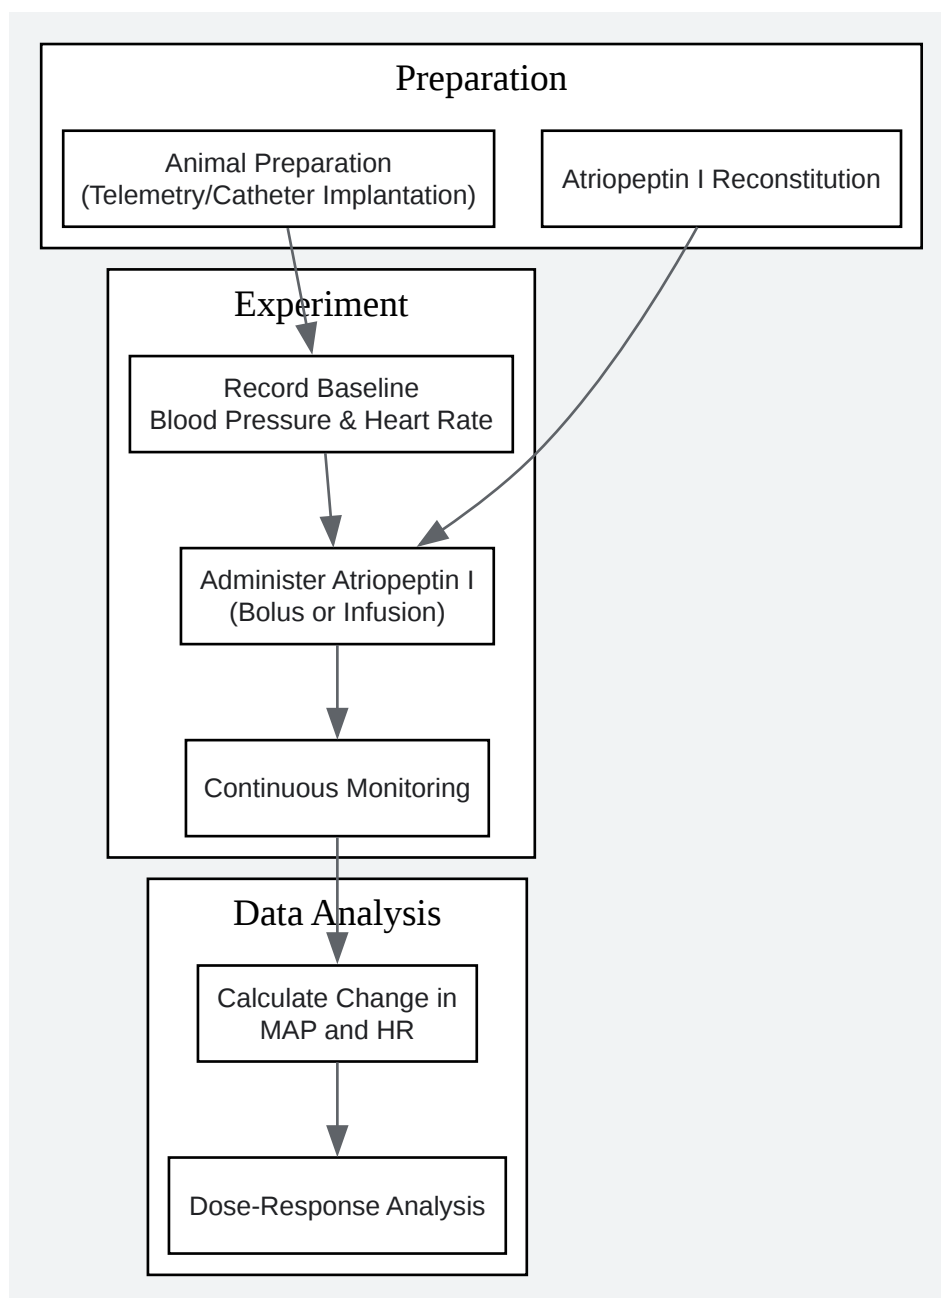 Preparation
Animal Preparation
(Telemetry/Catheter Implantation)
Atriopeptin I Reconstitution
Experiment
Record Baseline
Blood Pressure & Heart Rate
Administer Atriopeptin I
(Bolus or Infusion)
Continuous Monitoring
Data Analysis
Calculate Change in
MAP and HR
Dose-Response Analysis